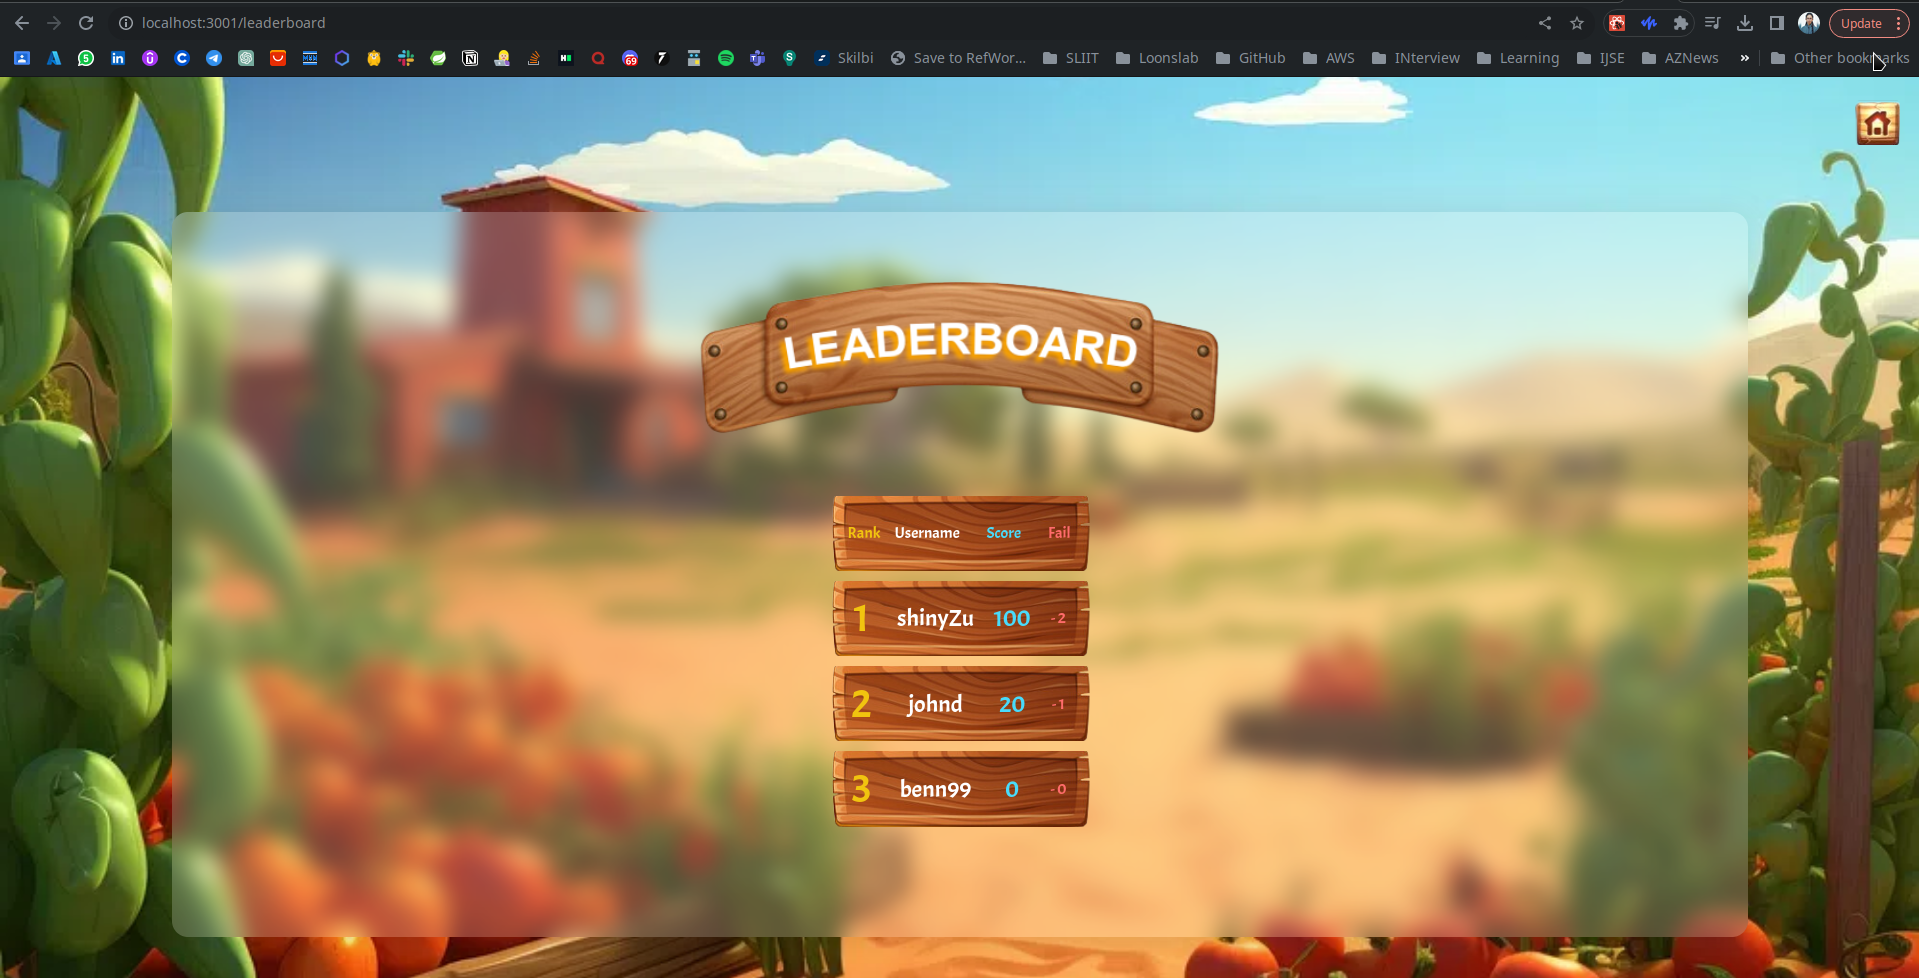 localhost:3001/leaderboard
Update
Skilbi Save to RefWor... SLIIT Loonslab GitHub AWS INterview Learning IJSE AZNews » Other bookmarks
LEADERBOARD
Rank Username Score Fail
1 shinyZu 100 -2
2 johnd 20 -1
3 benn99 0 -0